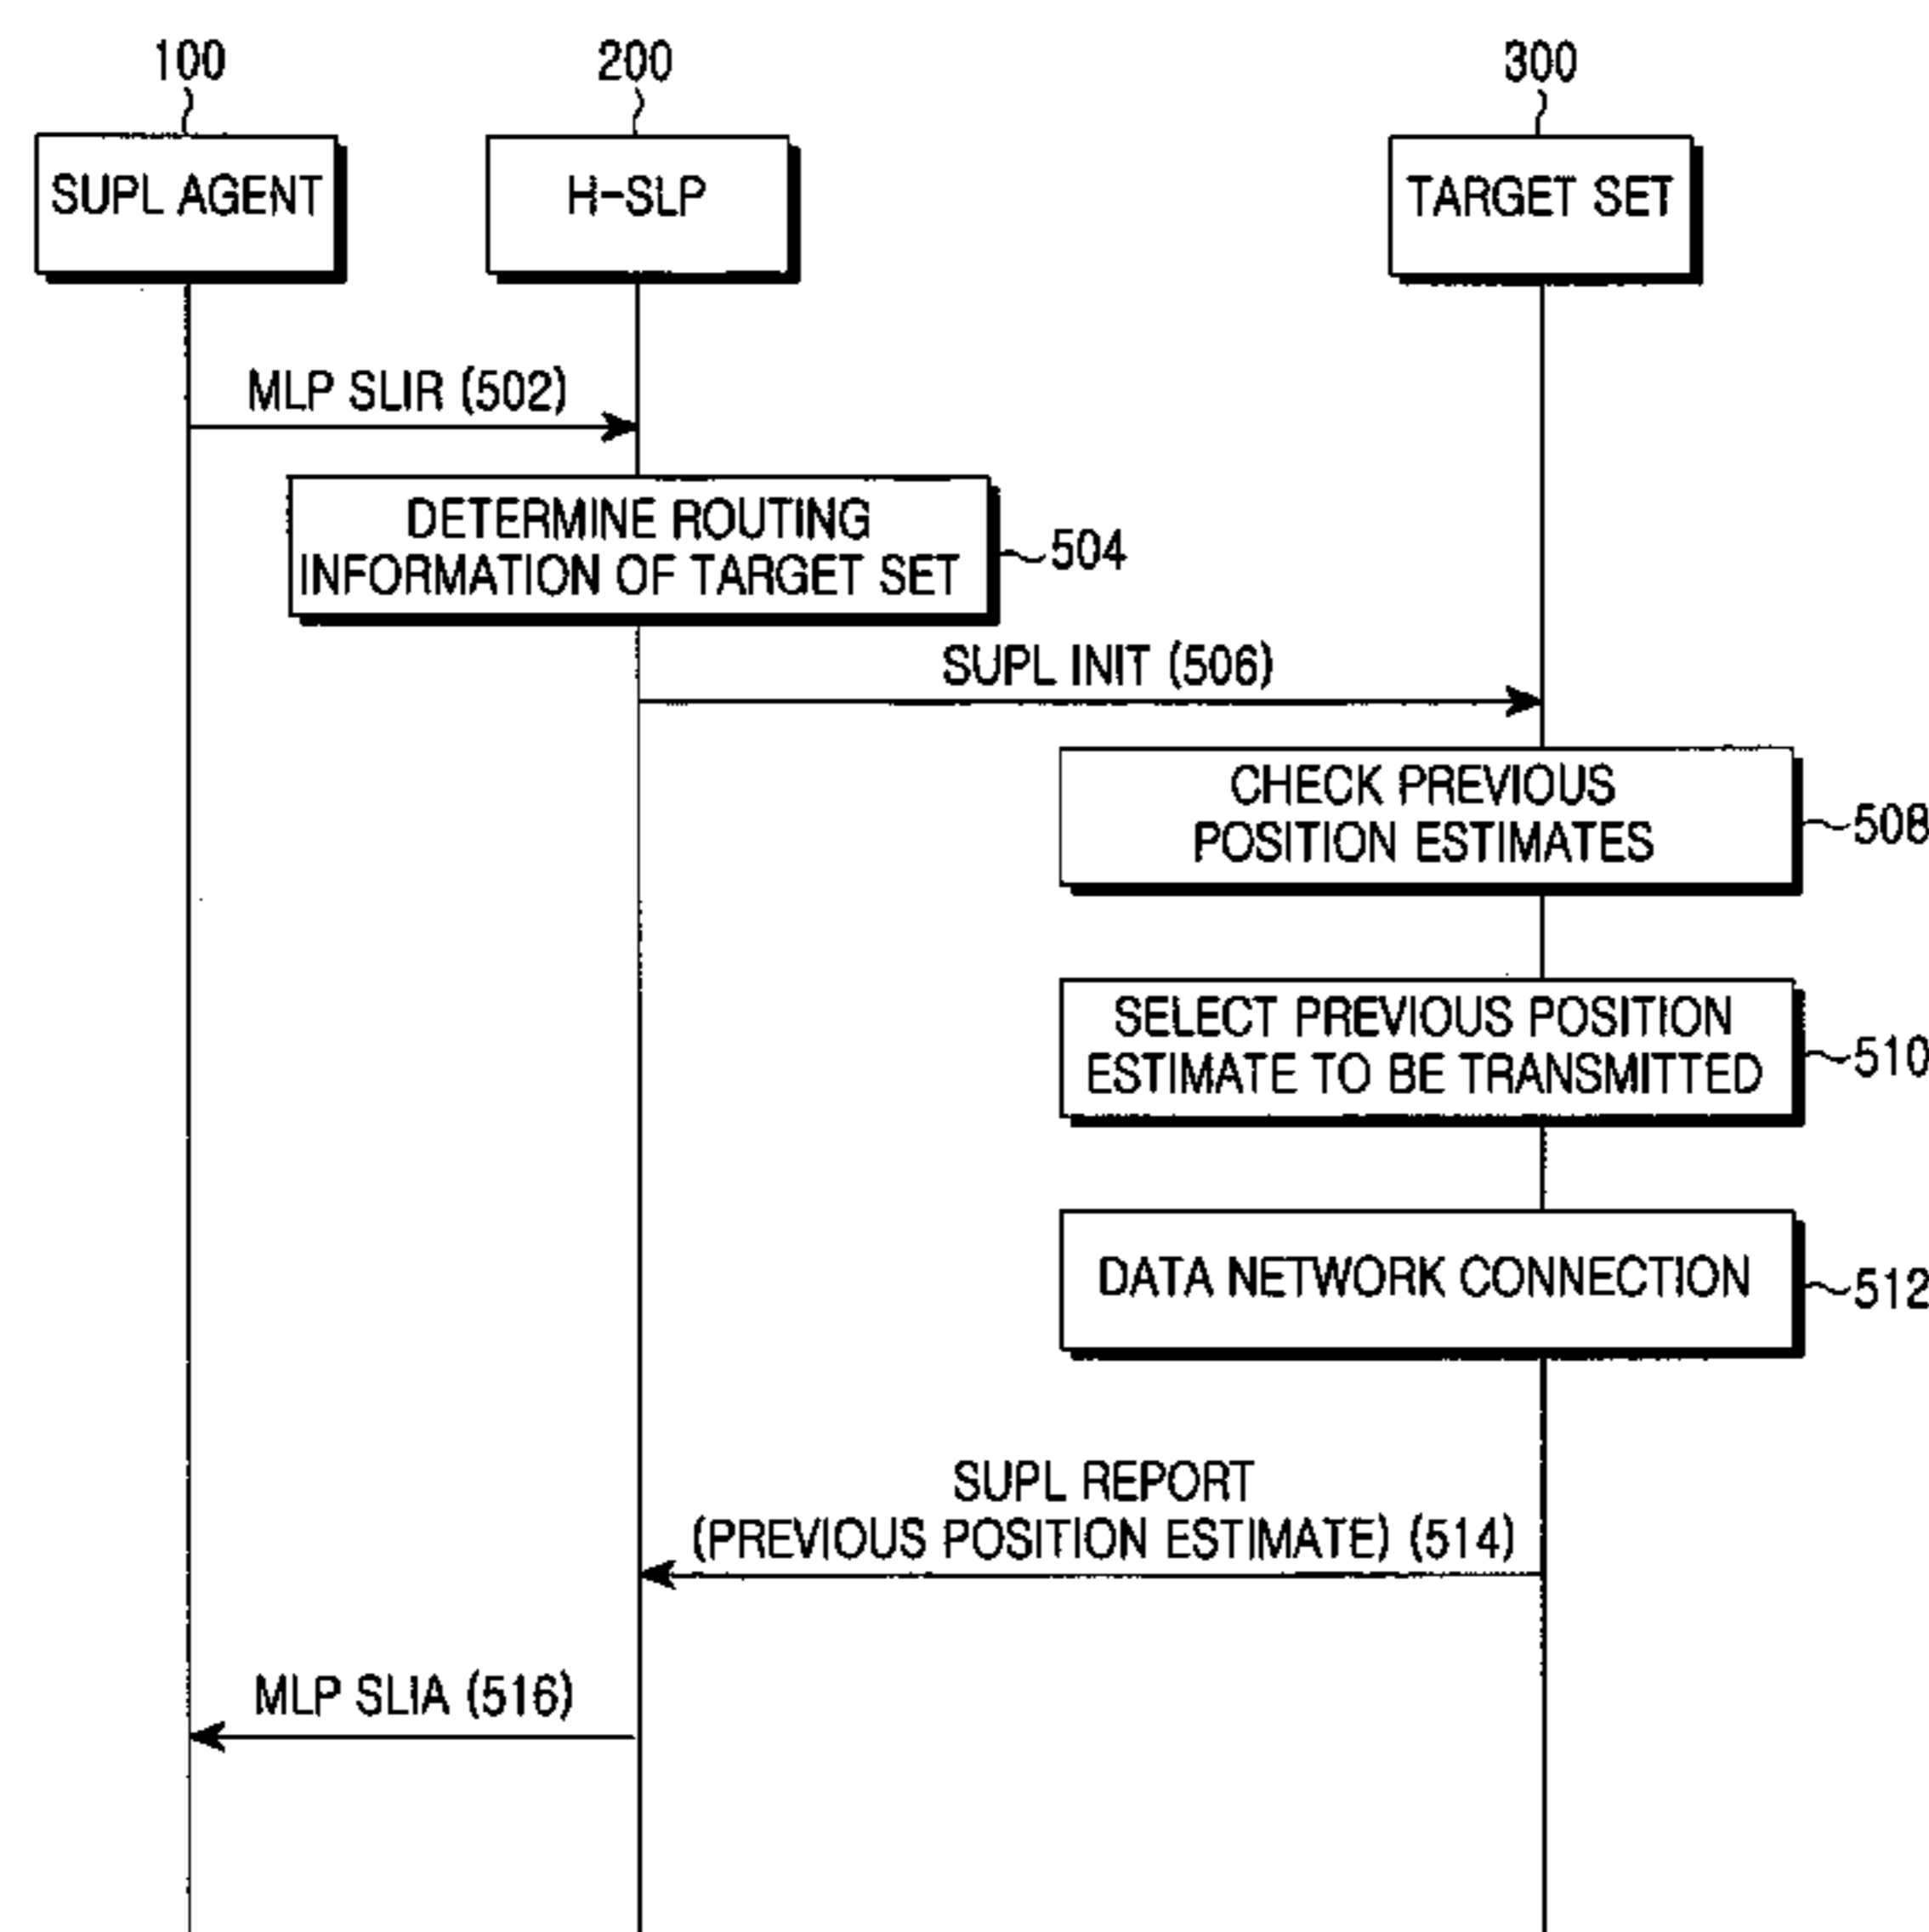 100
200
300
SUPL AGENT
H-SLP
TARGET SET
MLP SLIR (502)
DETERMINE ROUTING
INFORMATION OF TARGET SET
504
SUPL INIT (506)
CHECK PREVIOUS
POSITION ESTIMATES
508
SELECT PREVIOUS POSITION
ESTIMATE TO BE TRANSMITTED
510
DATA NETWORK CONNECTION
512
SUPL REPORT
(PREVIOUS POSITION ESTIMATE) (514)
MLP SLIA (516)